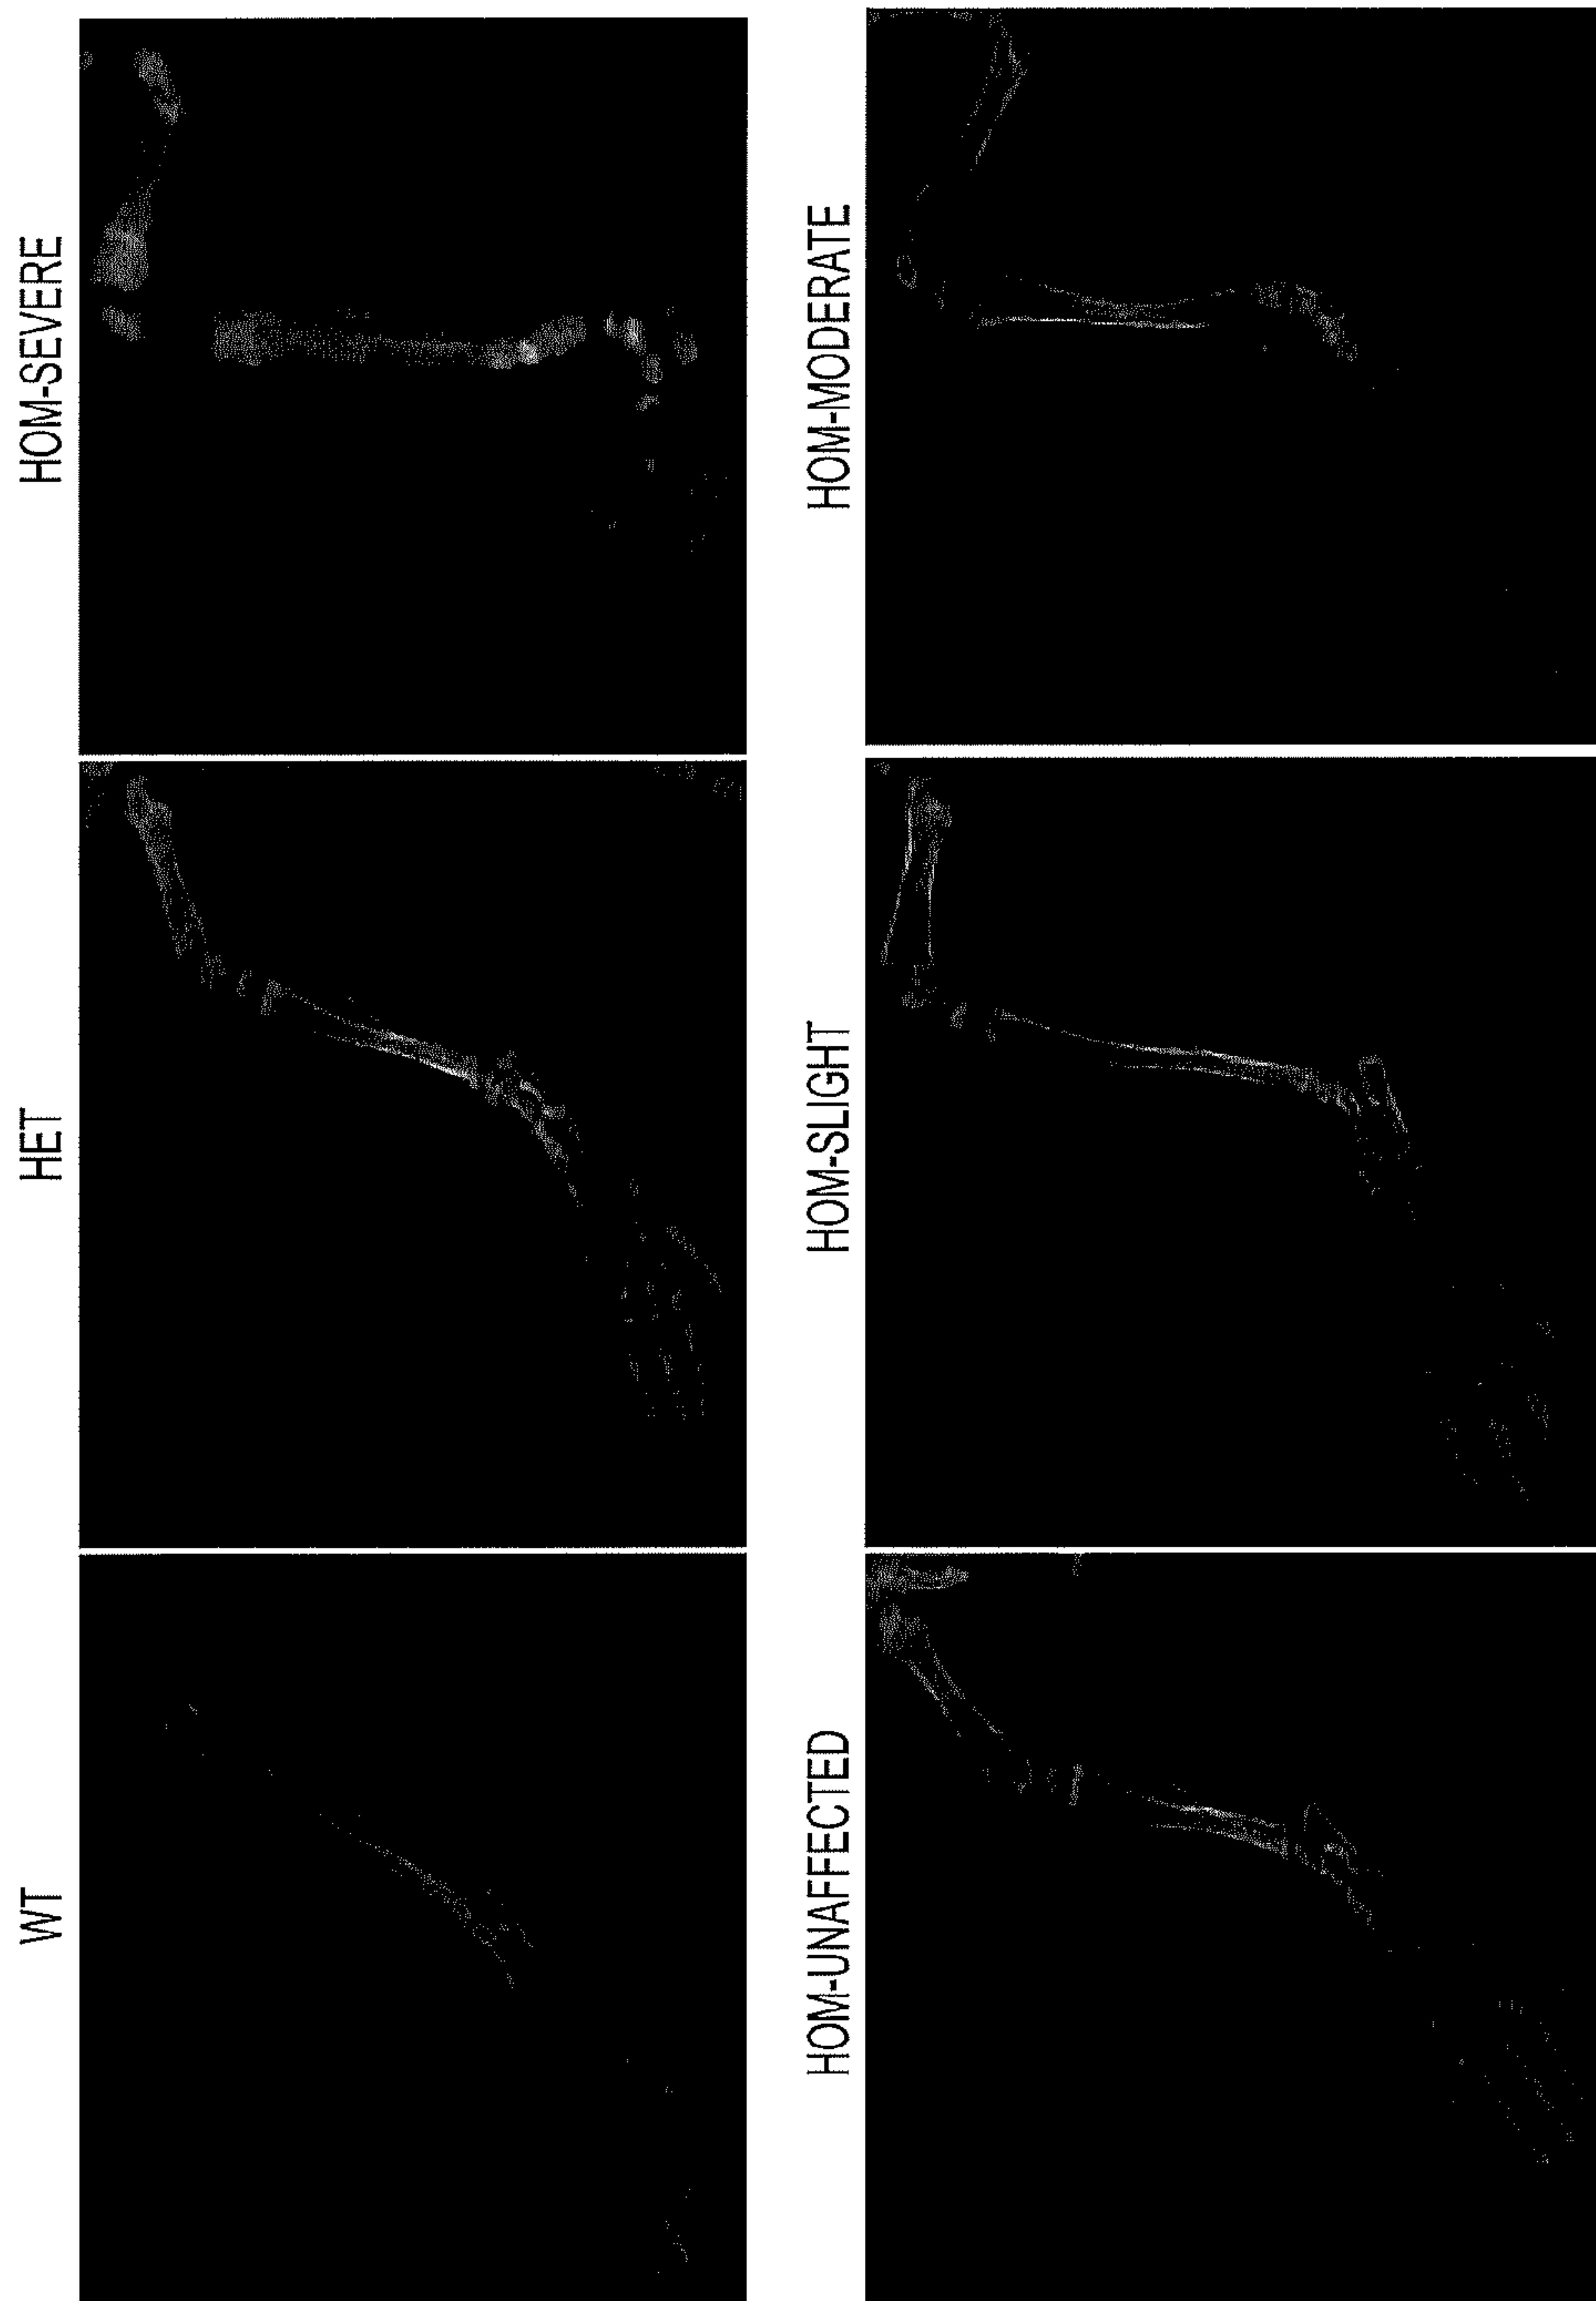 WT
HET
HOM-SEVERE
HOM-UNAFFECTED
HOM-SLIGHT
HOM-MODERATE